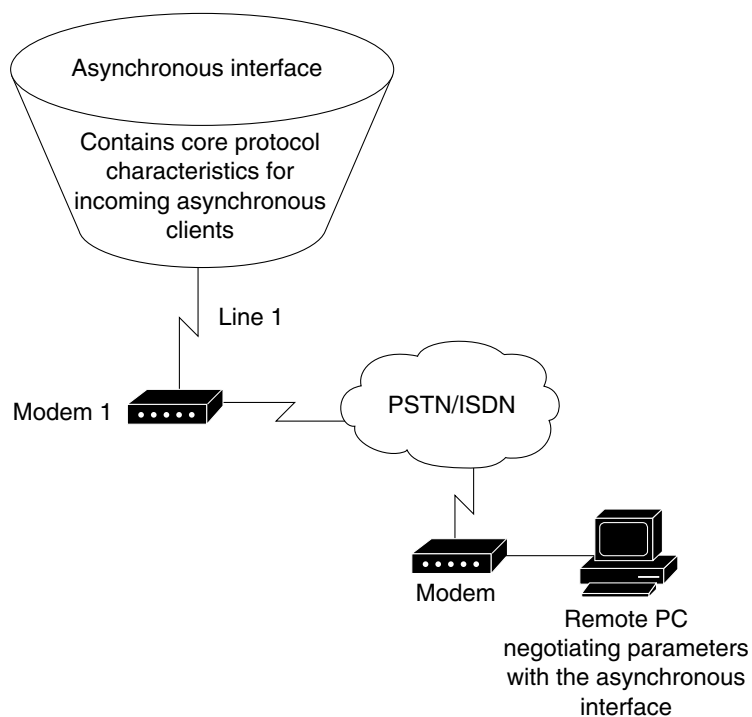 Asynchronous interface
Contains core protocol
characteristics for
incoming asynchronous
clients
Line 1
Modem 1
PSTN/ISDN
Modem
Remote PC
negotiating parameters
with the asynchronous
interface